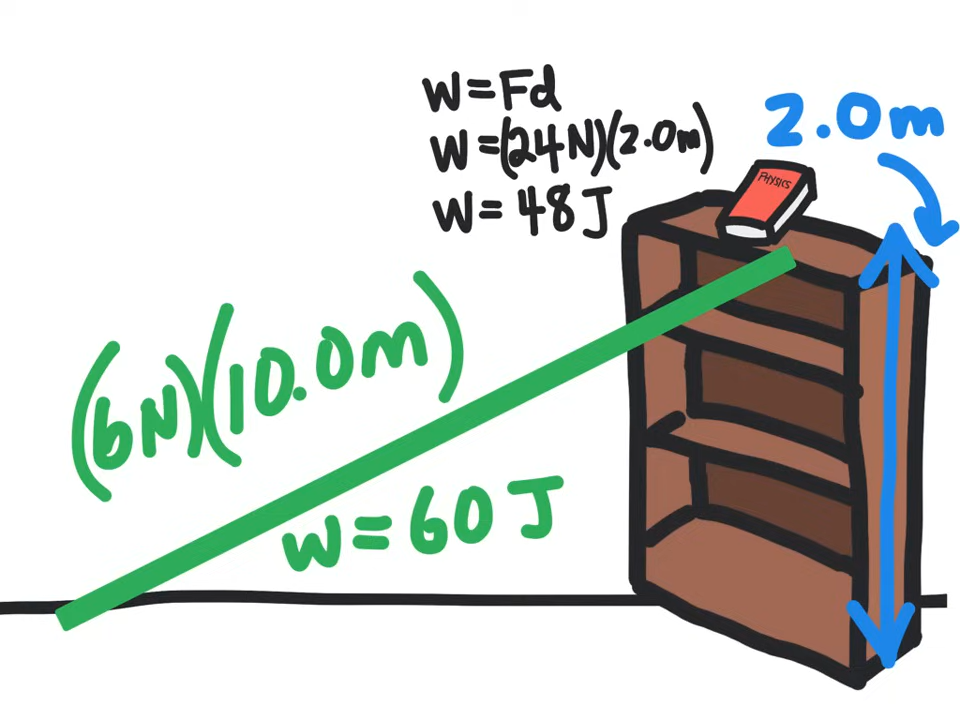 W=Fd
W=(24N)(2.0m)
W=48J
2.0m
PHYSICS
(6N)(10.0m)
W=60J